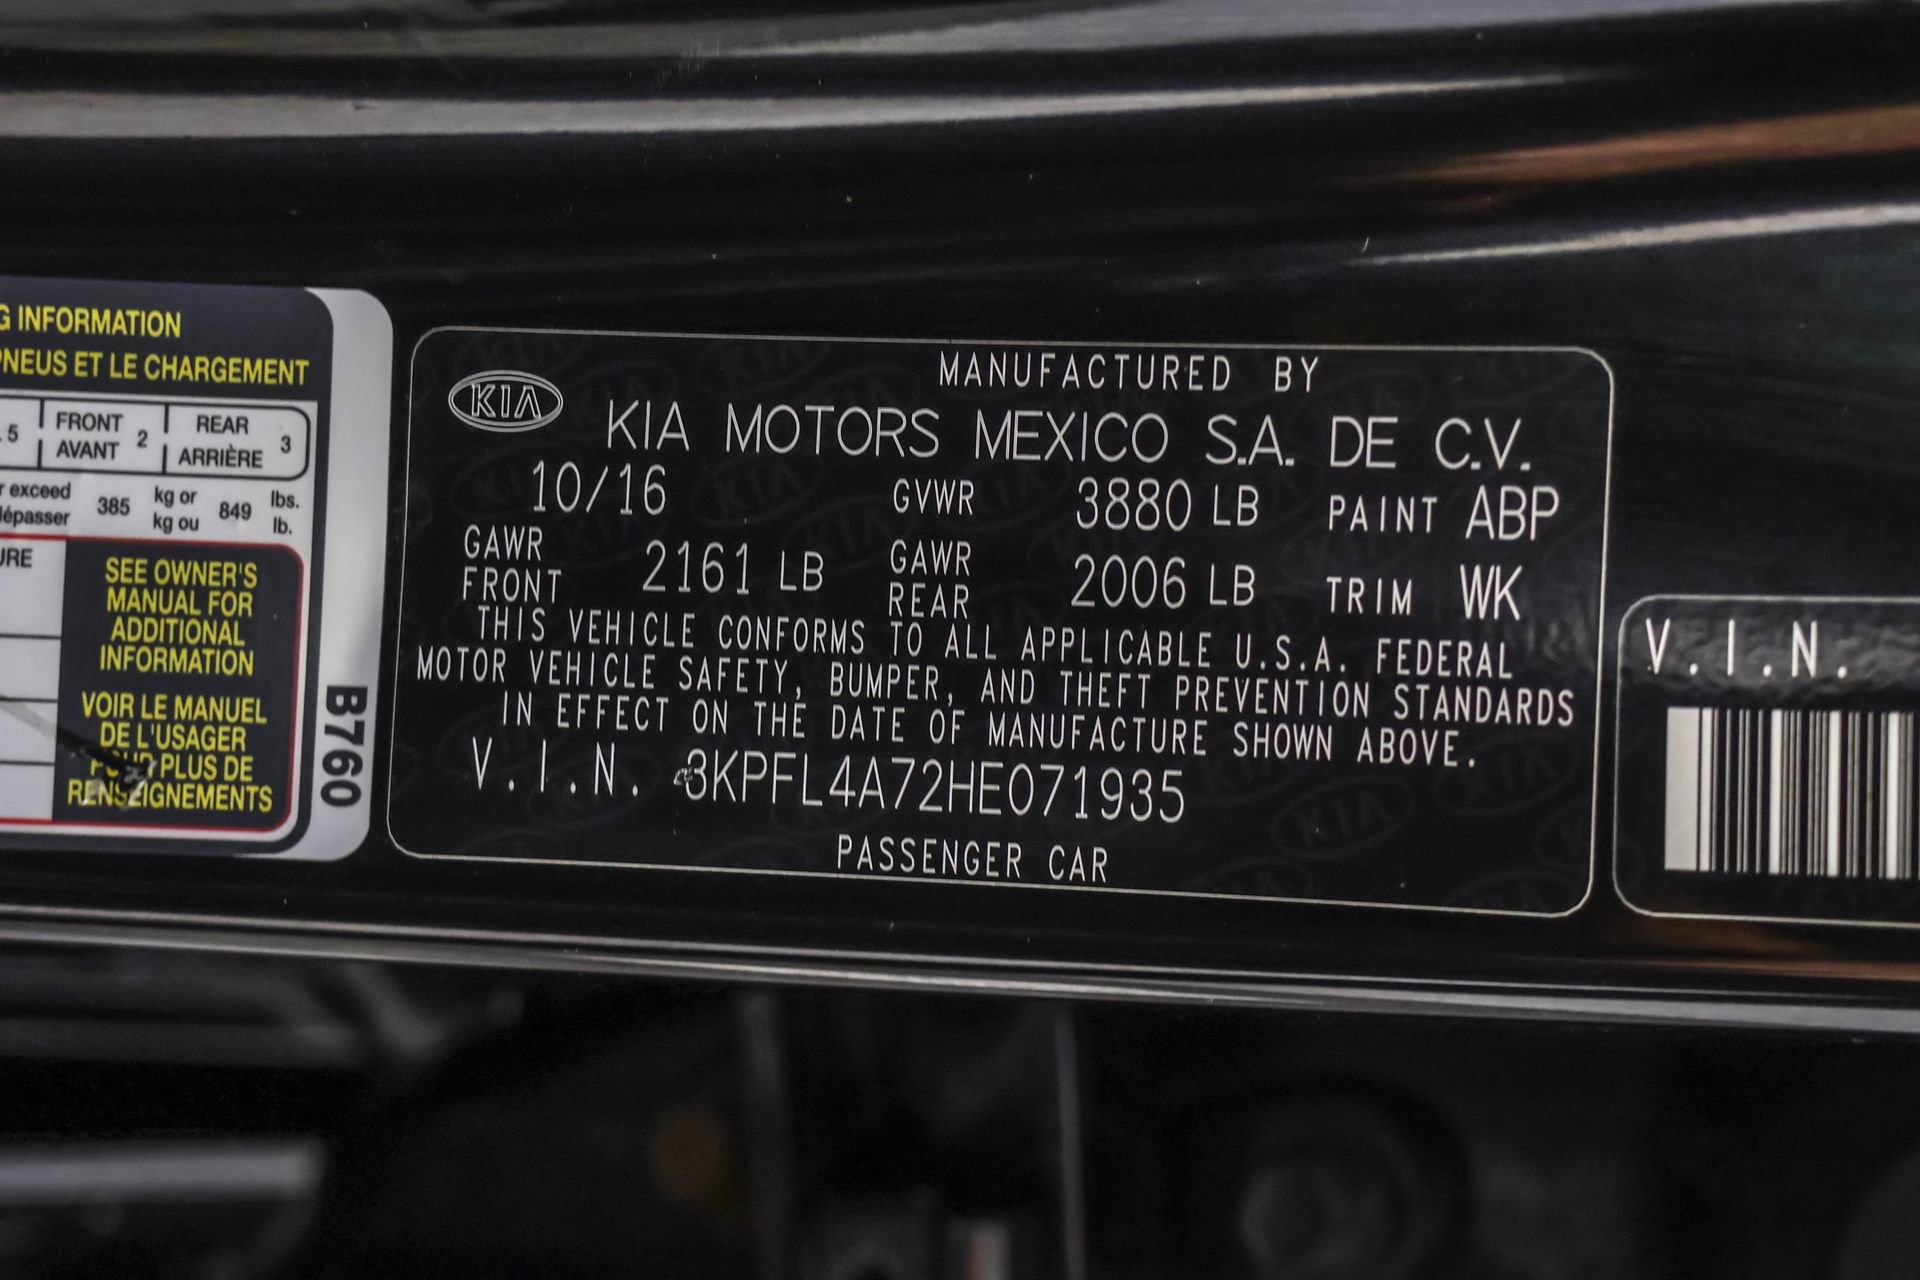 G INFORMATION
PNEUS ET LE CHARGEMENT
5 FRONT AVANT 2 REAR ARRIÈRE 3
exceed 385 kg or 849 lbs.
dépasser kg ou lb.
URE
SEE OWNER'S
MANUAL FOR
ADDITIONAL
INFORMATION
VOIR LE MANUEL
DE L'USAGER
POUR PLUS DE
RENSEIGNEMENTS
B760
MANUFACTURED BY
KIA KIA MOTORS MEXICO S.A. DE C.V.
10/16 GVWR 3880 LB PAINT ABP
GAWR FRONT 2161 LB GAWR REAR 2006 LB TRIM WK
THIS VEHICLE CONFORMS TO ALL APPLICABLE U.S.A. FEDERAL
MOTOR VEHICLE SAFETY, BUMPER, AND THEFT PREVENTION STANDARDS
IN EFFECT ON THE DATE OF MANUFACTURE SHOWN ABOVE.
V.I.N. 3KPFL4A72HE071935
PASSENGER CAR
V.I.N.